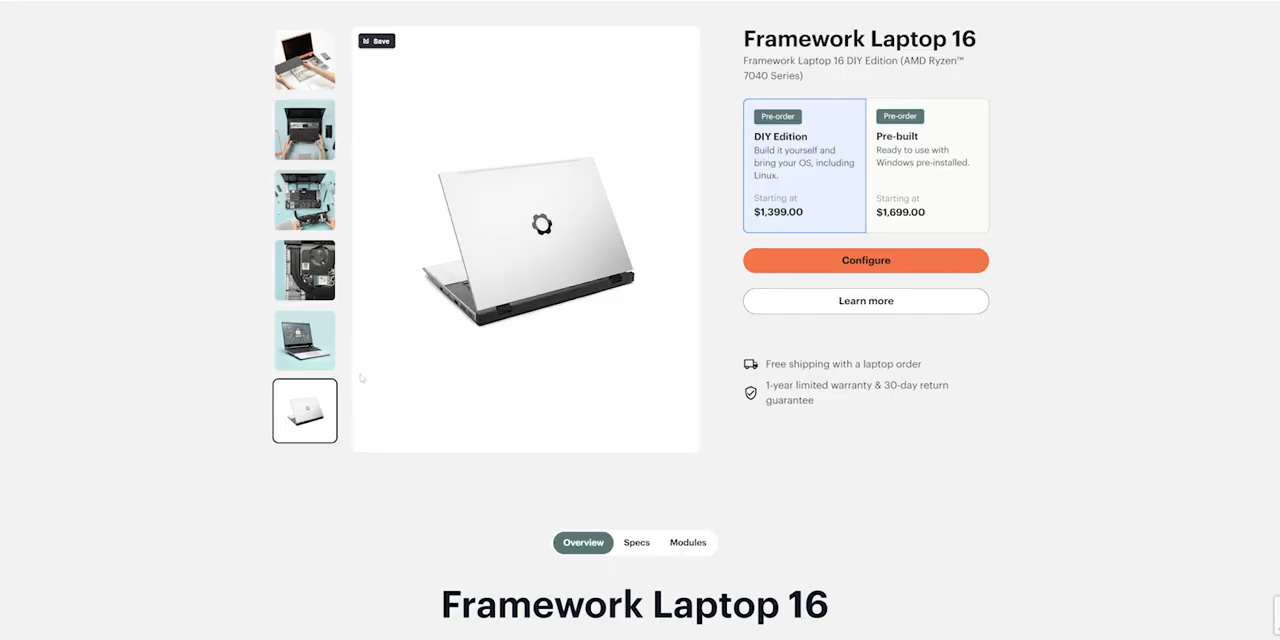 Save
Framework Laptop 16
Framework Laptop 16 DIY Edition (AMD Ryzen™
7040 Series)
Pre-order
DIY Edition
Build it yourself and
bring your OS, including
Linux.
Starting at
$1,399.00
Pre-order
Pre-built
Ready to use with
Windows pre-installed.
Starting at
$1,699.00
Configure
Learn more
Free shipping with a laptop order
1-year limited warranty & 30-day return
guarantee
Overview
Specs
Modules
Framework Laptop 16